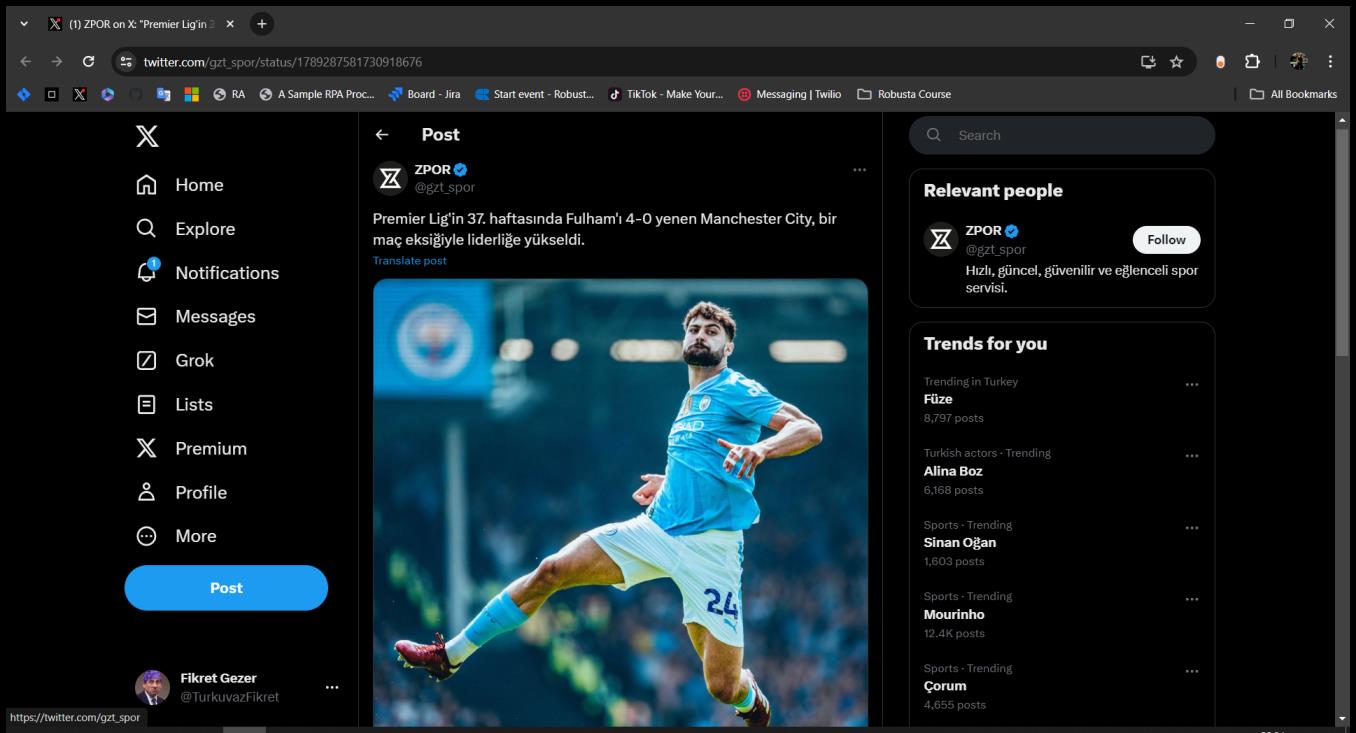 (1) ZPOR on X: "Premier Lig'in 3
twitter.com/gzt_spor/status/1789287581730918676
RA
A Sample RPA Proc...
Board - Jira
Start event - Robust...
TikTok - Make Your...
Messaging | Twilio
Robusta Course
All Bookmarks
Home
Explore
1
Notifications
Messages
Grok
Lists
Premium
Profile
More
Post
Fikret Gezer
@TurkuvazFikret
https://twitter.com/gzt_spor
Post
ZPOR
@gzt_spor
Premier Lig'in 37. haftasında Fulham'ı 4-0 yenen Manchester City, bir
maç eksiğiyle liderliğe yükseldi.
Translate post
24
Search
Relevant people
ZPOR
@gzt_spor
Follow
Hızlı, güncel, güvenilir ve eğlenceli spor
servisi.
Trends for you
Trending in Turkey
Füze
8,797 posts
Turkish actors · Trending
Alina Boz
6,168 posts
Sports · Trending
Sinan Oğan
1,603 posts
Sports · Trending
Mourinho
12.4K posts
Sports · Trending
Çorum
4,655 posts